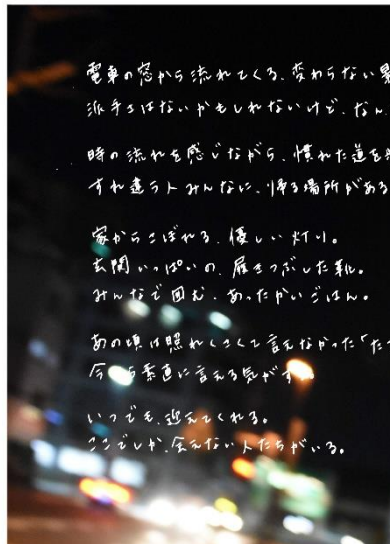 電車の窓から流れてくる、変わらない景
派手さはないかもしれないけど、なん
時の流れを感じながら、慣れた道を歩
すれ違う人みんなに、帰る場所がある
家からこぼれる、優しい灯り。
玄関いっぱいの、履きつぶした靴。
みんなで囲む、あったかいごはん。
あの頃は照れくさくて言えなかった「たっ
今なら素直に言える気がする。
いつでも、迎えてくれる。
ここでしか、会えない人たちがいる。